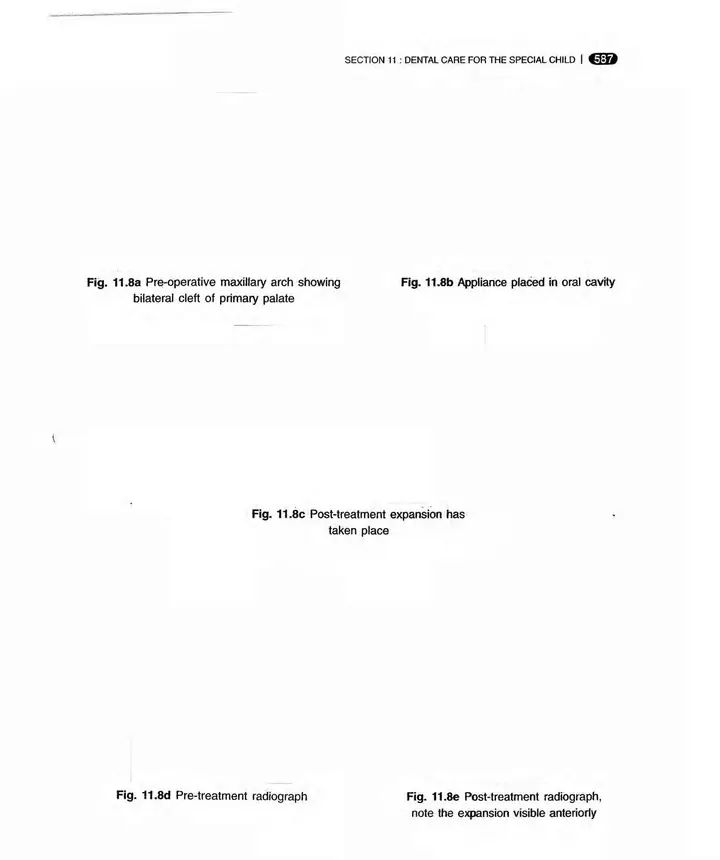 SECTION 11 : DENTAL CARE FOR THE SPECIAL CHILD | 587
Fig. 11.8a Pre-operative maxillary arch showing
bilateral cleft of primary palate
Fig. 11.8b Appliance placed in oral cavity
Fig. 11.8c Post-treatment expansion has
taken place
Fig. 11.8d Pre-treatment radiograph
Fig. 11.8e Post-treatment radiograph,
note the expansion visible anteriorly